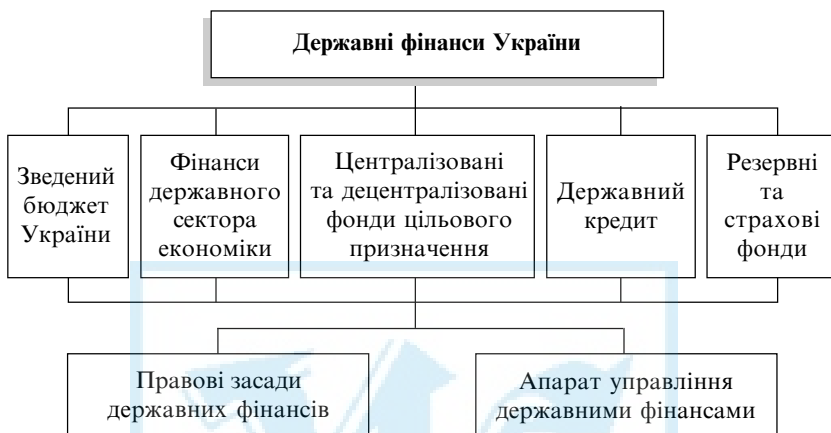 Державні фінанси України
Зведений
бюджет
України
Фінанси
державного
сектора
економіки
Централізовані
та децентралізовані
фонди цільового
призначення
Державний
кредит
Резервні
та
страхові
фонди
Правові засади
державних фінансів
Апарат управління
державними фінансами